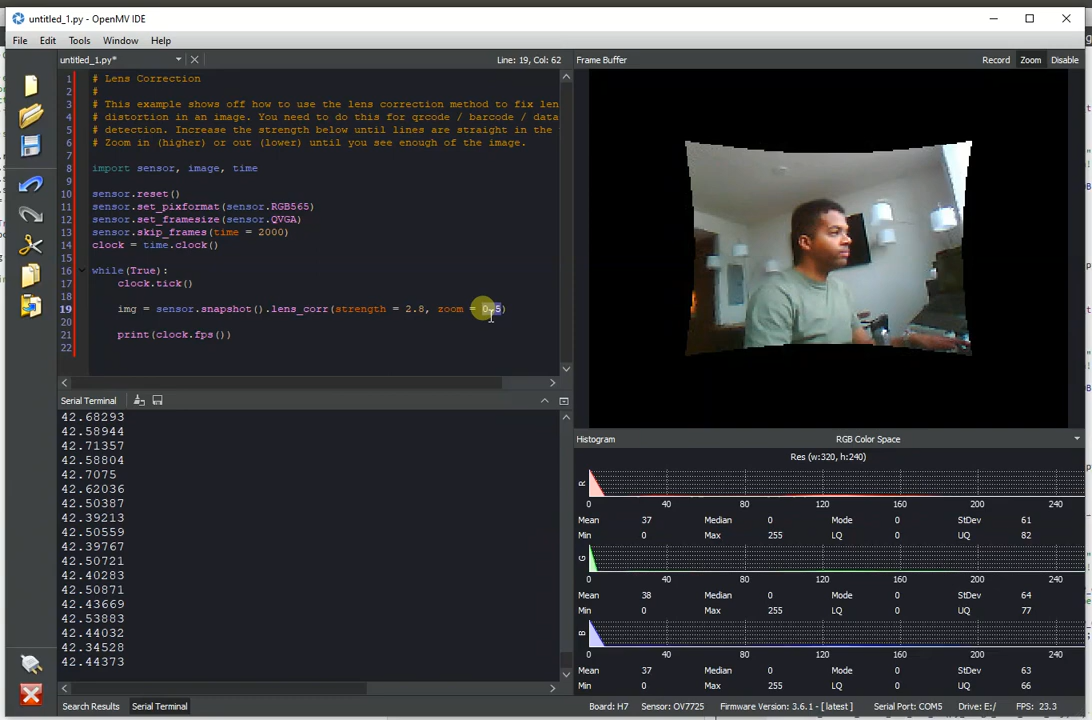 untitled_1.py - OpenMV IDE
File Edit Tools Window Help
untitled_1.py* Line: 19, Col: 62
1 # Lens Correction
2 #
3 # This example shows off how to use the lens correction method to fix len
4 # distortion in an image. You need to do this for qrcode / barcode / data
5 # detection. Increase the strength below until lines are straight in the
6 # Zoom in (higher) or out (lower) until you see enough of the image.
7
8 import sensor, image, time
9
10 sensor.reset()
11 sensor.set_pixformat(sensor.RGB565)
12 sensor.set_framesize(sensor.QVGA)
13 sensor.skip_frames(time = 2000)
14 clock = time.clock()
15
16 while(True):
17 clock.tick()
18
19 img = sensor.snapshot().lens_corr(strength = 2.8, zoom = 0.5)
20
21 print(clock.fps())
22
Serial Terminal
42.68293
42.58944
42.71357
42.58804
42.7075
42.62036
42.50387
42.39213
42.50559
42.39767
42.50721
42.40283
42.50871
42.43669
42.53883
42.44032
42.34528
42.44373
Search Results Serial Terminal
Frame Buffer Record Zoom Disable
Histogram RGB Color Space
Res (w:320, h:240)
R
0 40 80 120 160 200 240
Mean 37 Median 0 Mode 0 StDev 61
Min 0 Max 255 LQ 0 UQ 82
G
0 40 80 120 160 200 240
Mean 38 Median 0 Mode 0 StDev 64
Min 0 Max 255 LQ 0 UQ 77
B
0 40 80 120 160 200 240
Mean 37 Median 0 Mode 0 StDev 63
Min 0 Max 255 LQ 0 UQ 66
Board: H7 Sensor: OV7725 Firmware Version: 3.6.1 - [ latest ] Serial Port: COM5 Drive: E:/ FPS: 23.3